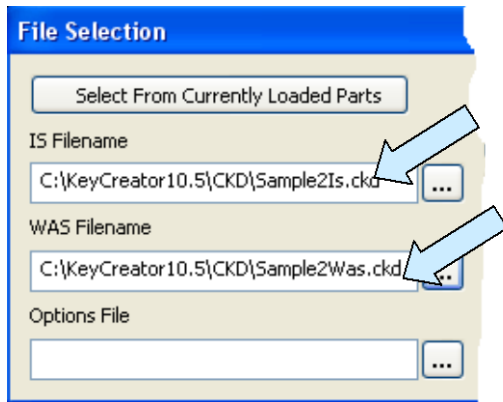 File Selection
Select From Currently Loaded Parts
IS Filename
C:\KeyCreator10.5\CKD\Sample2Is.ckd
...
WAS Filename
C:\KeyCreator10.5\CKD\Sample2Was.ckd
...
Options File
...